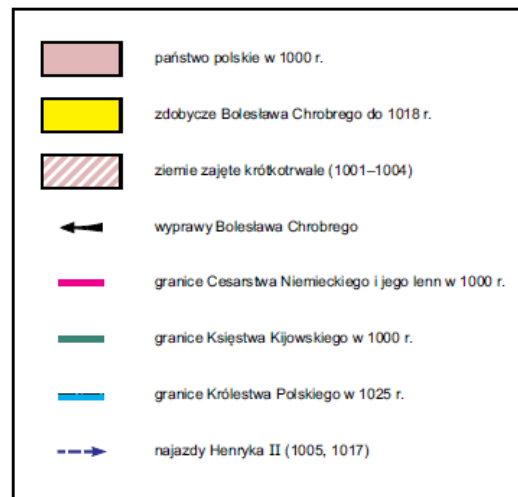 państwo polskie w 1000 r.
zdobycze Bolesława Chrobrego do 1018 r.
ziemie zajęte krótkotrwale (1001–1004)
wyprawy Bolesława Chrobrego
granice Cesarstwa Niemieckiego i jego lenn w 1000 r.
granice Księstwa Kijowskiego w 1000 r.
granice Królestwa Polskiego w 1025 r.
najazdy Henryka II (1005, 1017)